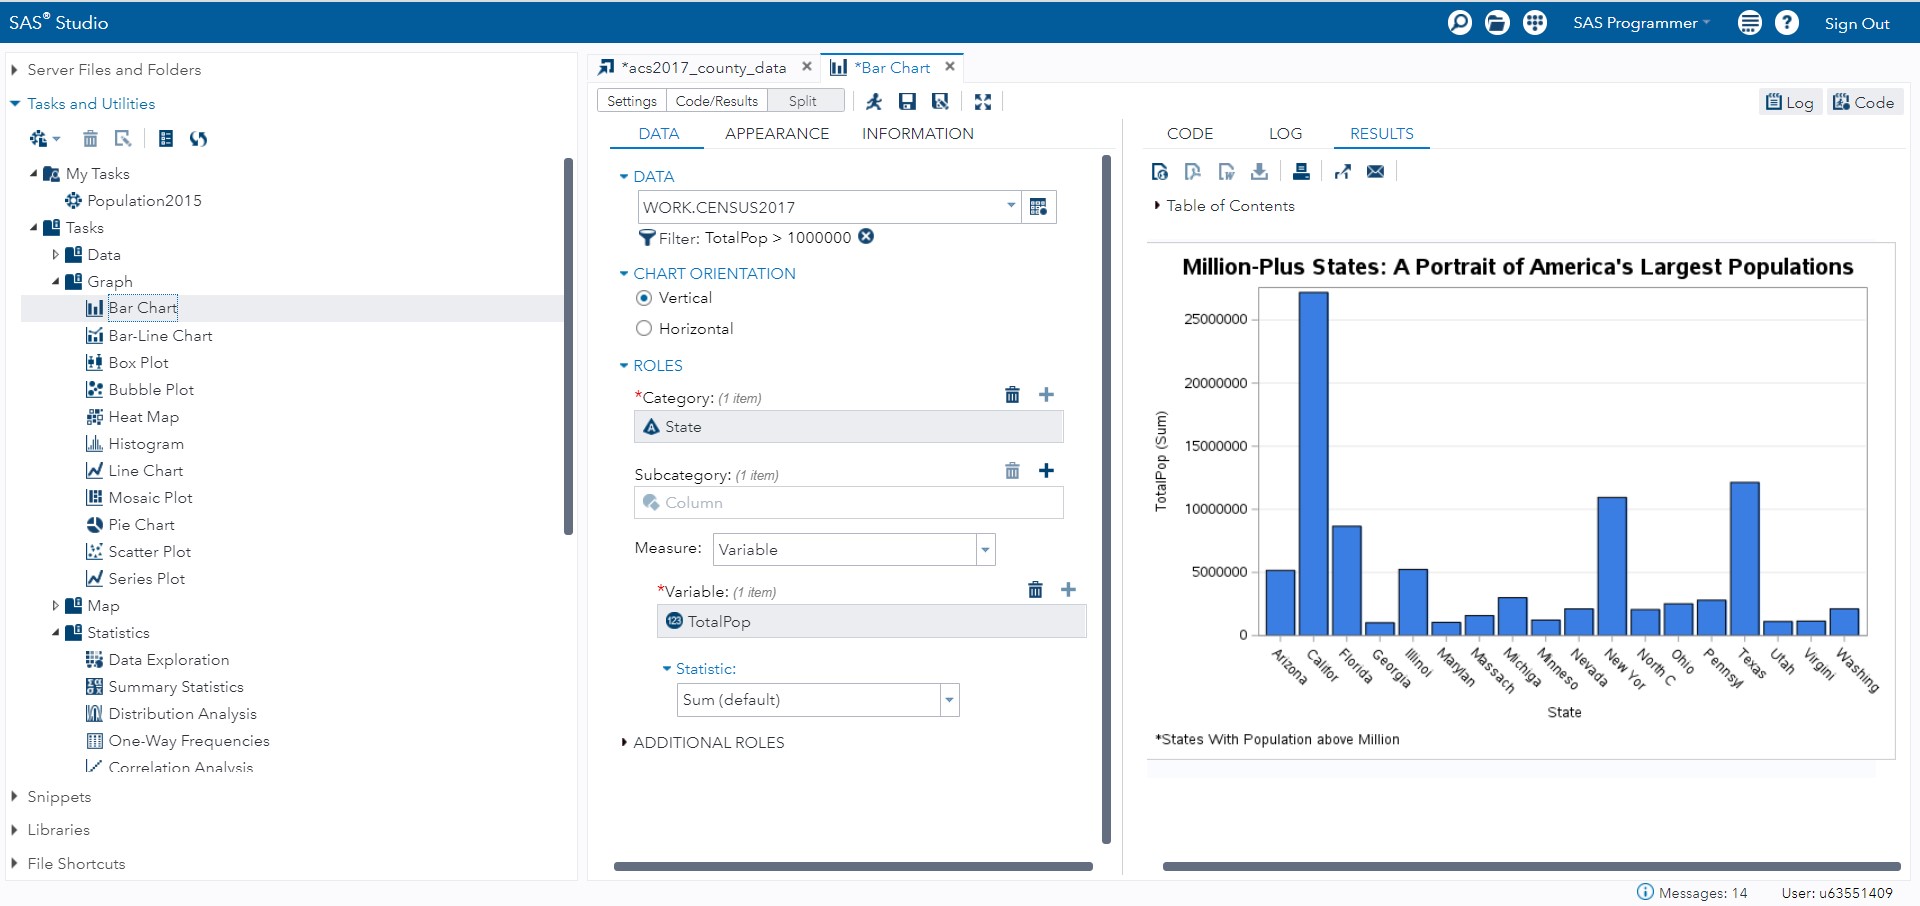 SAS® Studio
SAS Programmer
Sign Out
Server Files and Folders
Tasks and Utilities
My Tasks
Population2015
Tasks
Data
Graph
Bar Chart
Bar-Line Chart
Box Plot
Bubble Plot
Heat Map
Histogram
Line Chart
Mosaic Plot
Pie Chart
Scatter Plot
Series Plot
Map
Statistics
Data Exploration
Summary Statistics
Distribution Analysis
One-Way Frequencies
Correlation Analysis
Snippets
Libraries
File Shortcuts
*acs2017_county_data
*Bar Chart
Settings Code/Results Split
Log Code
DATA APPEARANCE INFORMATION
DATA
WORK.CENSUS2017
Filter: TotalPop > 1000000
CHART ORIENTATION
Vertical
Horizontal
ROLES
*Category: (1 item)
State
Subcategory: (1 item)
Column
Measure: Variable
*Variable: (1 item)
123 TotalPop
Statistic:
Sum (default)
ADDITIONAL ROLES
CODE LOG RESULTS
Table of Contents
Million-Plus States: A Portrait of America's Largest Populations
TotalPop (Sum)
25000000
20000000
15000000
10000000
5000000
0
Arizona
Califor
Florida
Georgia
Illinoi
Marylan
Massach
Michiga
Minneso
Nevada
New Yor
North C
Ohio
Pennsyl
Texas
Utah
Virgini
Washing
State
*States With Population above Million
Messages: 14 User: u63551409